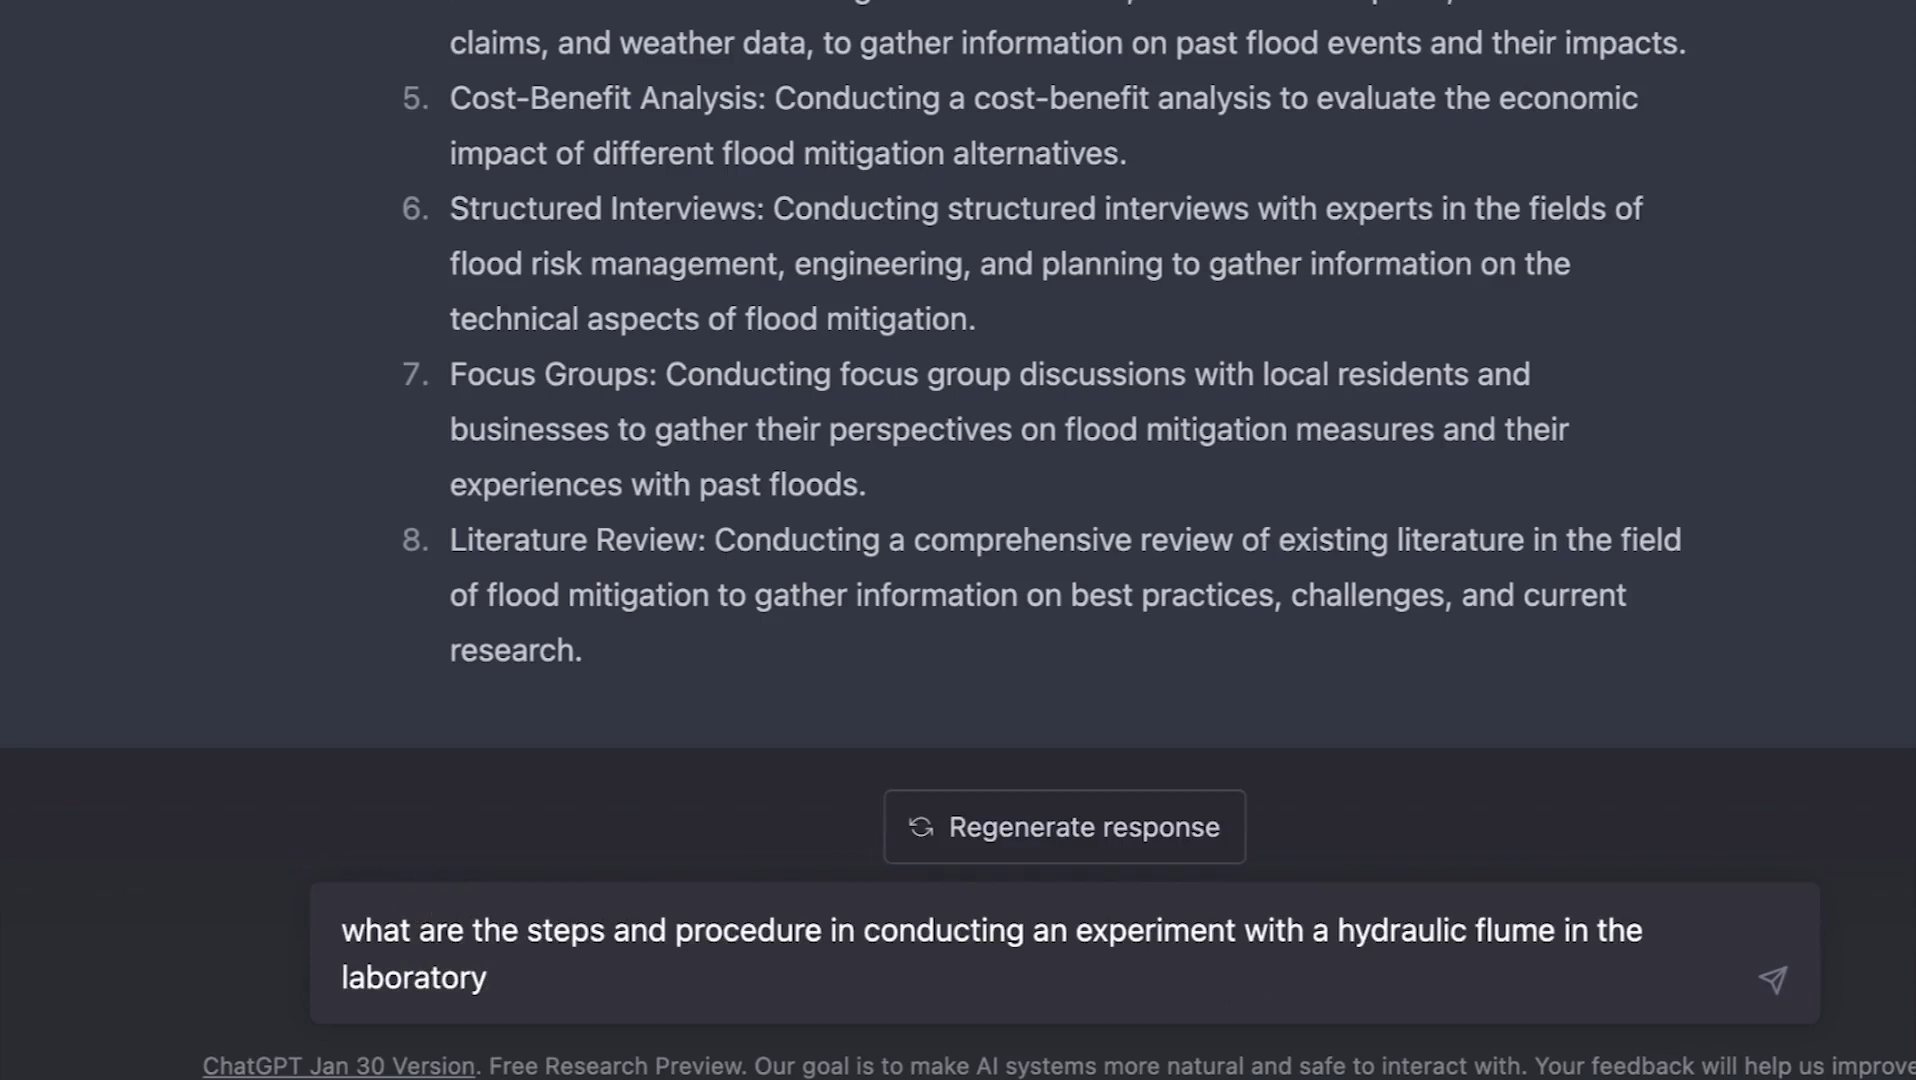 claims, and weather data, to gather information on past flood events and their impacts.
5. Cost-Benefit Analysis: Conducting a cost-benefit analysis to evaluate the economic
impact of different flood mitigation alternatives.
6. Structured Interviews: Conducting structured interviews with experts in the fields of
flood risk management, engineering, and planning to gather information on the
technical aspects of flood mitigation.
7. Focus Groups: Conducting focus group discussions with local residents and
businesses to gather their perspectives on flood mitigation measures and their
experiences with past floods.
8. Literature Review: Conducting a comprehensive review of existing literature in the field
of flood mitigation to gather information on best practices, challenges, and current
research.
Regenerate response
what are the steps and procedure in conducting an experiment with a hydraulic flume in the
laboratory
ChatGPT Jan 30 Version. Free Research Preview. Our goal is to make AI systems more natural and safe to interact with. Your feedback will help us improve